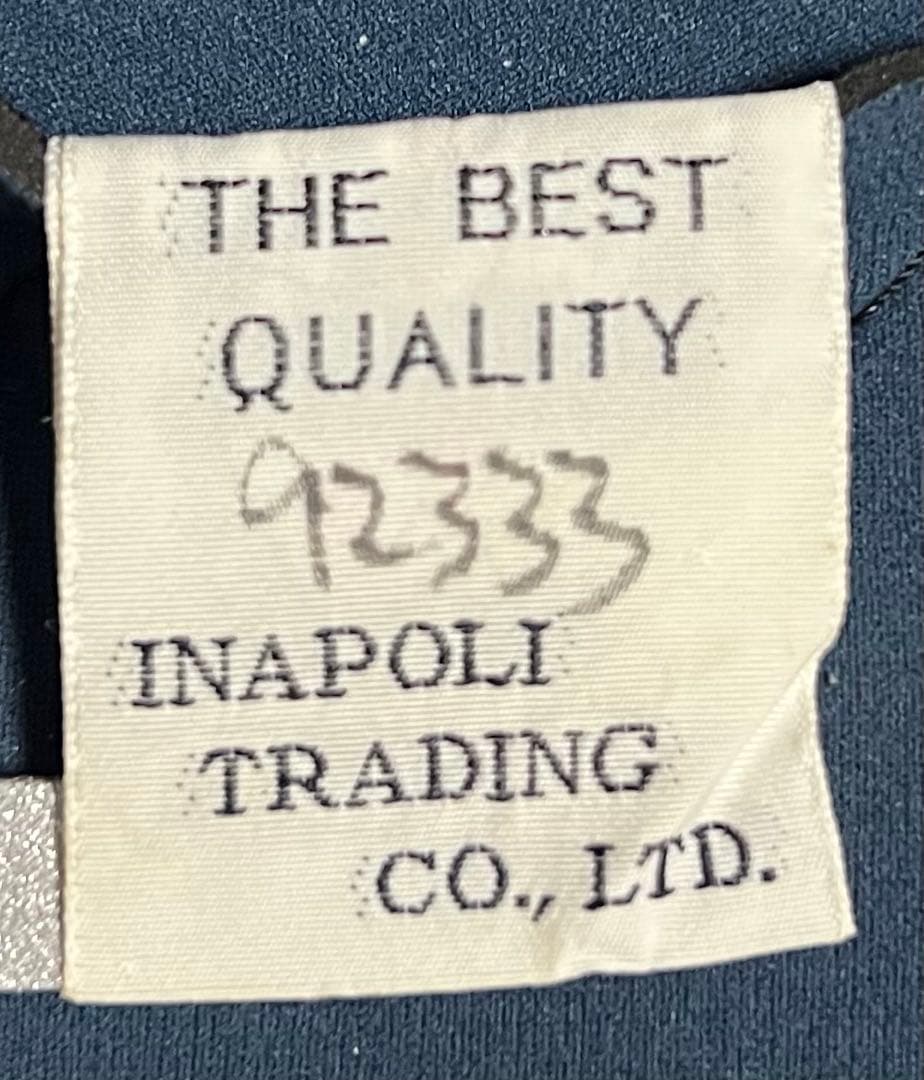 THE BEST
QUALITY
92333
INAPOLI
TRADING
CO., LTD.